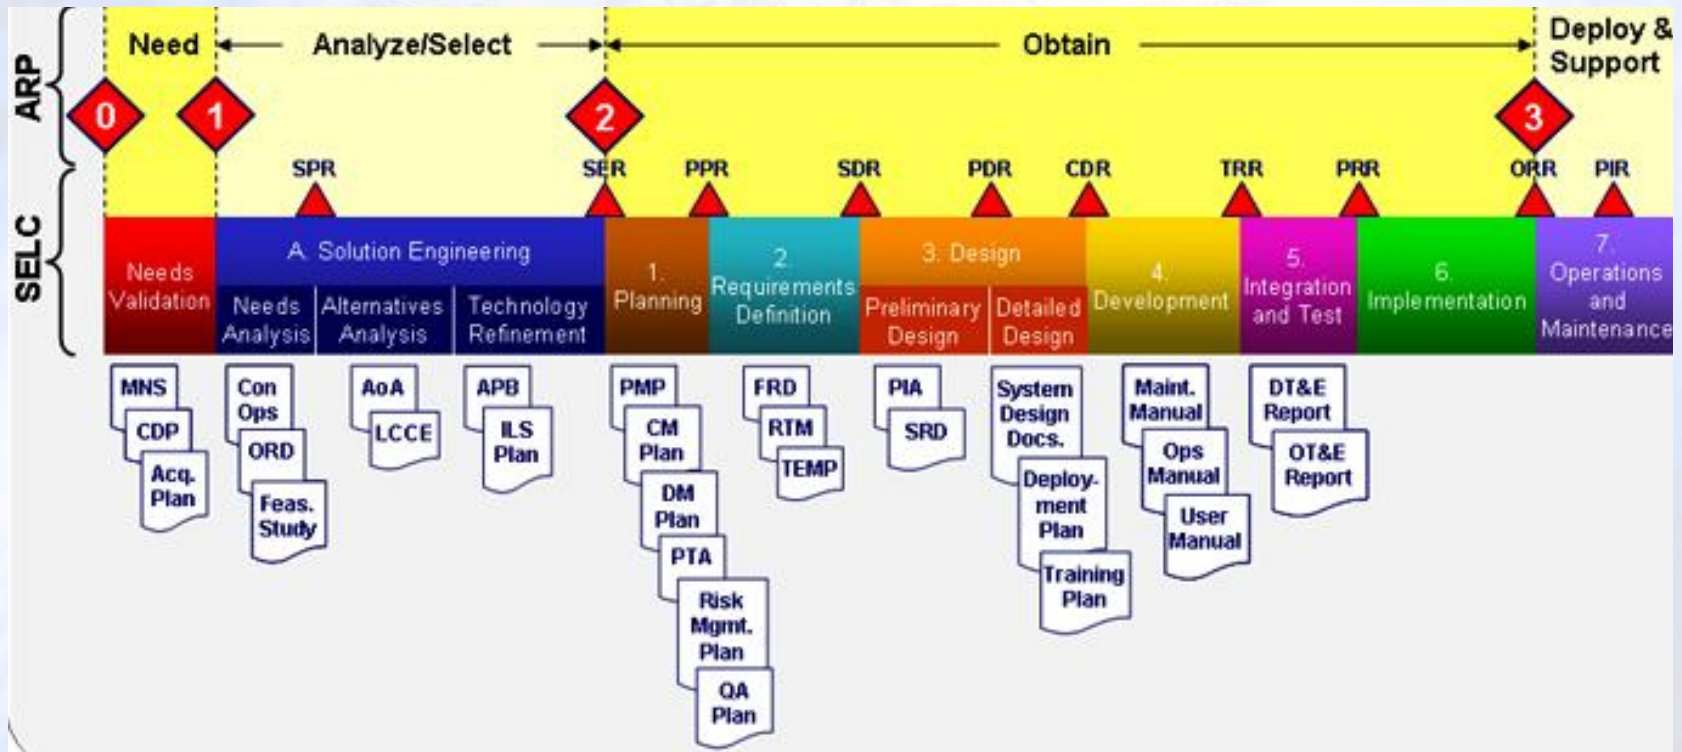 ARP
Need
Analyze/Select
Obtain
Deploy &
Support
0
1
2
3
SELC
SPR
SER
PPR
SDR
PDR
CDR
TRR
PRR
ORR
PIR
Needs
Validation
A. Solution Engineering
Needs
Analysis
Alternatives
Analysis
Technology
Refinement
1.
Planning
2.
Requirements
Definition
3. Design
Preliminary
Design
Detailed
Design
4.
Development
5.
Integration
and Test
6.
Implementation
7.
Operations
and
Maintenance
MNS
CDP
Acq.
Plan
Con
Ops
ORD
Feas.
Study
AoA
LCCE
APB
ILS
Plan
PMP
CM
Plan
DM
Plan
PTA
Risk
Mgmt.
Plan
QA
Plan
FRD
RTM
TEMP
PIA
SRD
System
Design
Docs.
Deploy-
ment
Plan
Training
Plan
Maint.
Manual
Ops
Manual
User
Manual
DT&E
Report
OT&E
Report